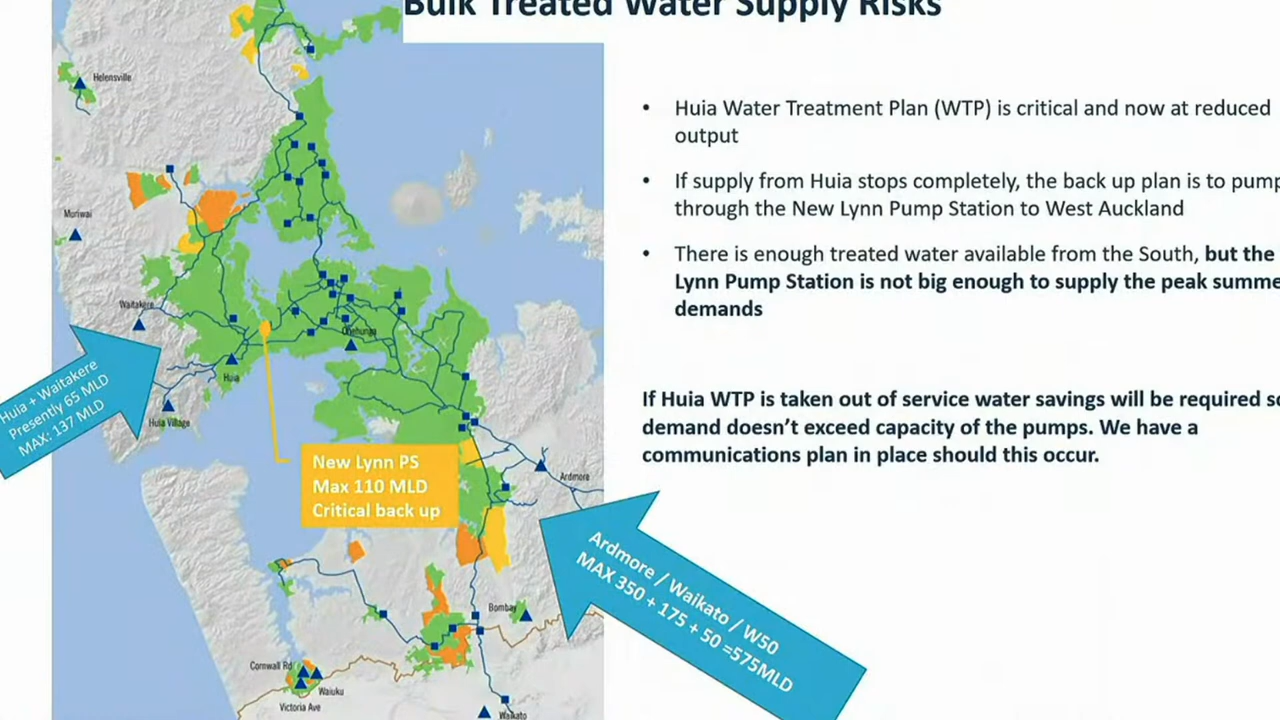 Bulk Treated Water Supply Risks
Helensville
Muriwai
Waitakere
Onehunga
Huia
Huia Village
Ardmore
Bombay
Cornwall Rd
Waiuku
Victoria Ave
Waikato
Huia + Waitakere
Presently 65 MLD
MAX: 137 MLD
New Lynn PS
Max 110 MLD
Critical back up
Ardmore / Waikato / W50
MAX 350 + 175 + 50 =575MLD
• Huia Water Treatment Plan (WTP) is critical and now at reduced
output
• If supply from Huia stops completely, the back up plan is to pump
through the New Lynn Pump Station to West Auckland
• There is enough treated water available from the South, but the
Lynn Pump Station is not big enough to supply the peak summe
demands
If Huia WTP is taken out of service water savings will be required so
demand doesn’t exceed capacity of the pumps. We have a
communications plan in place should this occur.